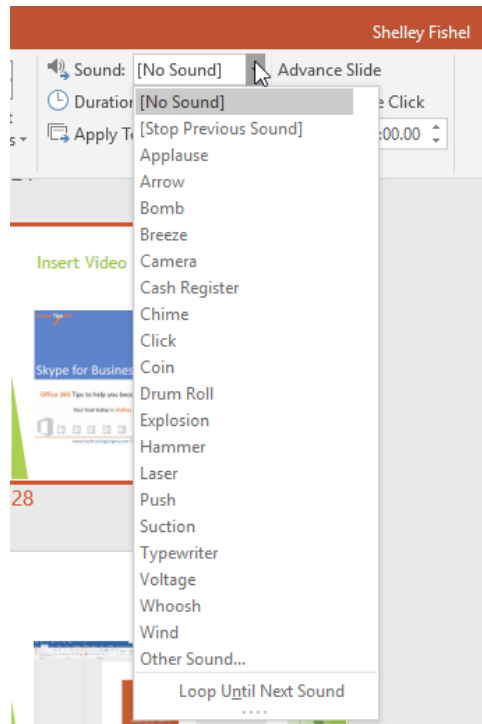 Shelley Fishel
Sound: [No Sound] Advance Slide
Duration [No Sound] e Click
Apply T [Stop Previous Sound] :00.00
s
Applause
Arrow
Bomb
Breeze
Insert Video
Camera
Cash Register
Chime
Click
Skype for Business
Coin
Office 365 Tips to help you
Drum Roll
Explosion
Hammer
Laser
28
Push
Suction
Typewriter
Voltage
Whoosh
Wind
Other Sound...
Loop Until Next Sound